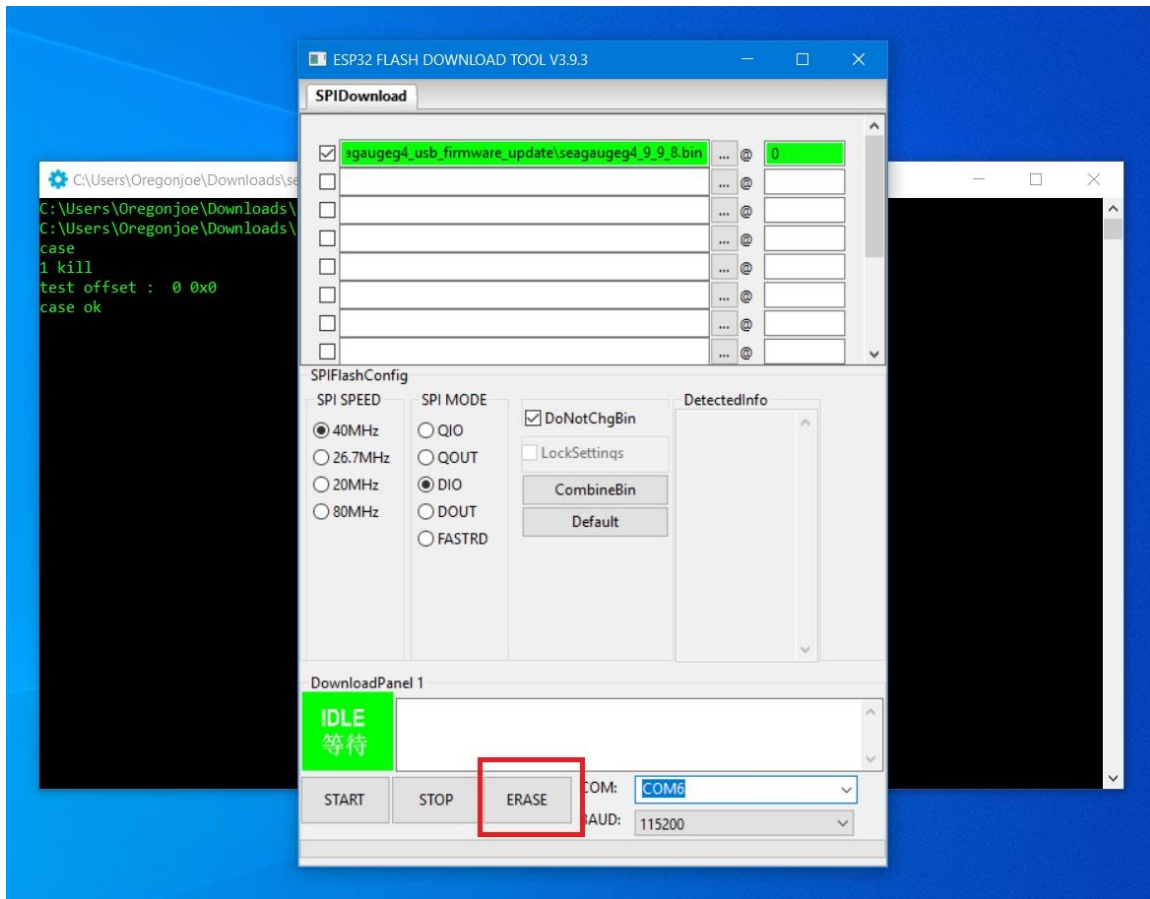 ESP32 FLASH DOWNLOAD TOOL V3.9.3
SPIDownload
agaugeg4_usb_firmware_update\seagaugeg4_9_9_8.bin ... @ 0
... @
... @
... @
... @
... @
... @
... @
C:\Users\Oregonjoe\Downloads\se
C:\Users\Oregonjoe\Downloads\
C:\Users\Oregonjoe\Downloads\
case
1 kill
test offset : 0 0x0
case ok
SPIFlashConfig
SPI SPEED
40MHz
26.7MHz
20MHz
80MHz
SPI MODE
QIO
QOUT
DIO
DOUT
FASTRD
DoNotChgBin
LockSettings
CombineBin
Default
DetectedInfo
DownloadPanel 1
IDLE
等待
START STOP ERASE
COM: COM6
BAUD: 115200